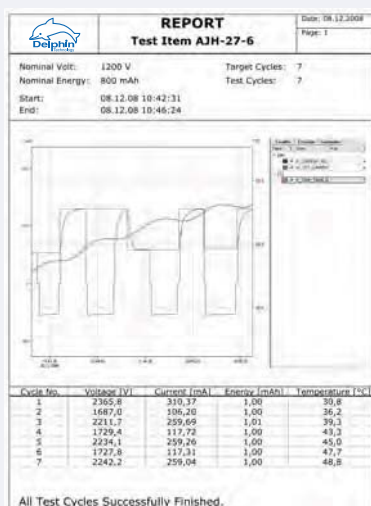 Delphin
Technology
REPORT
Test Item AJH-27-6
Date: 08.12.2008
Page: 1
Nominal Volt: 1200 V Target Cycles: 7
Nominal Energy: 800 mAh Test Cycles: 7
Start: 08.12.08 10:42:31
End: 08.12.08 10:46:24
Cycle No. Voltage [V] Current [mA] Energy [mAh] Temperature [°C]
1 2365,8 310,37 1,00 30,8
2 1687,0 106,20 1,00 36,2
3 2211,7 259,69 1,01 39,3
4 1729,4 117,72 1,00 43,3
5 2234,1 259,26 1,00 45,0
6 1727,8 117,31 1,00 47,7
7 2242,2 259,04 1,00 48,8
All Test Cycles Successfully Finished.